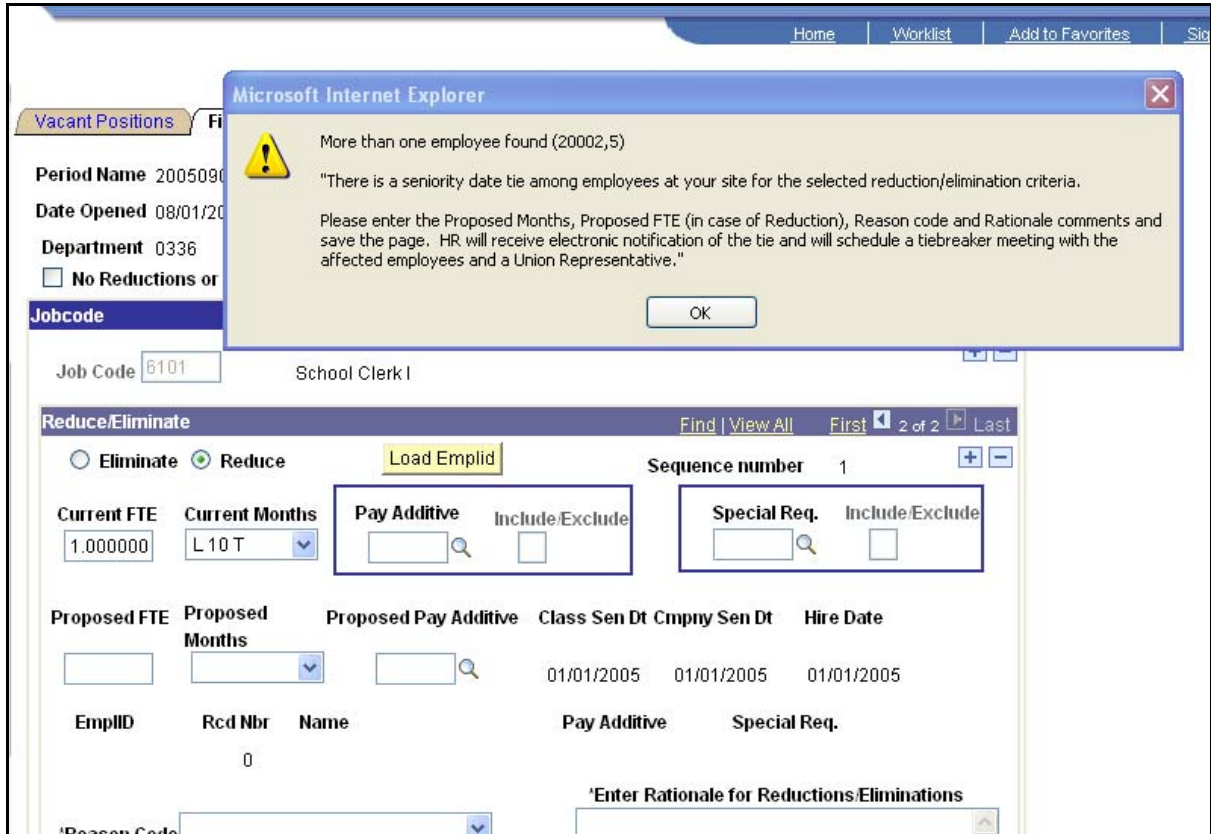 Home Worklist Add to Favorites Sig
Microsoft Internet Explorer
Vacant Positions Fi
More than one employee found (20002,5)
"There is a seniority date tie among employees at your site for the selected reduction/elimination criteria.
Please enter the Proposed Months, Proposed FTE (in case of Reduction), Reason code and Rationale comments and
save the page. HR will receive electronic notification of the tie and will schedule a tiebreaker meeting with the
affected employees and a Union Representative."
OK
Period Name 2005090
Date Opened 08/01/20
Department 0336
No Reductions or
Jobcode
Job Code 6101 School Clerk I
Reduce/Eliminate Find | View All First 2 of 2 Last
Eliminate Reduce Load Emplid Sequence number 1
Current FTE Current Months Pay Additive Include/Exclude Special Req. Include/Exclude
1.000000 L 10 T
Proposed FTE Proposed Months Proposed Pay Additive Class Sen Dt Cmpny Sen Dt Hire Date
01/01/2005 01/01/2005 01/01/2005
EmplID Rcd Nbr Name Pay Additive Special Req.
0
*Enter Rationale for Reductions/Eliminations
*Reason Code